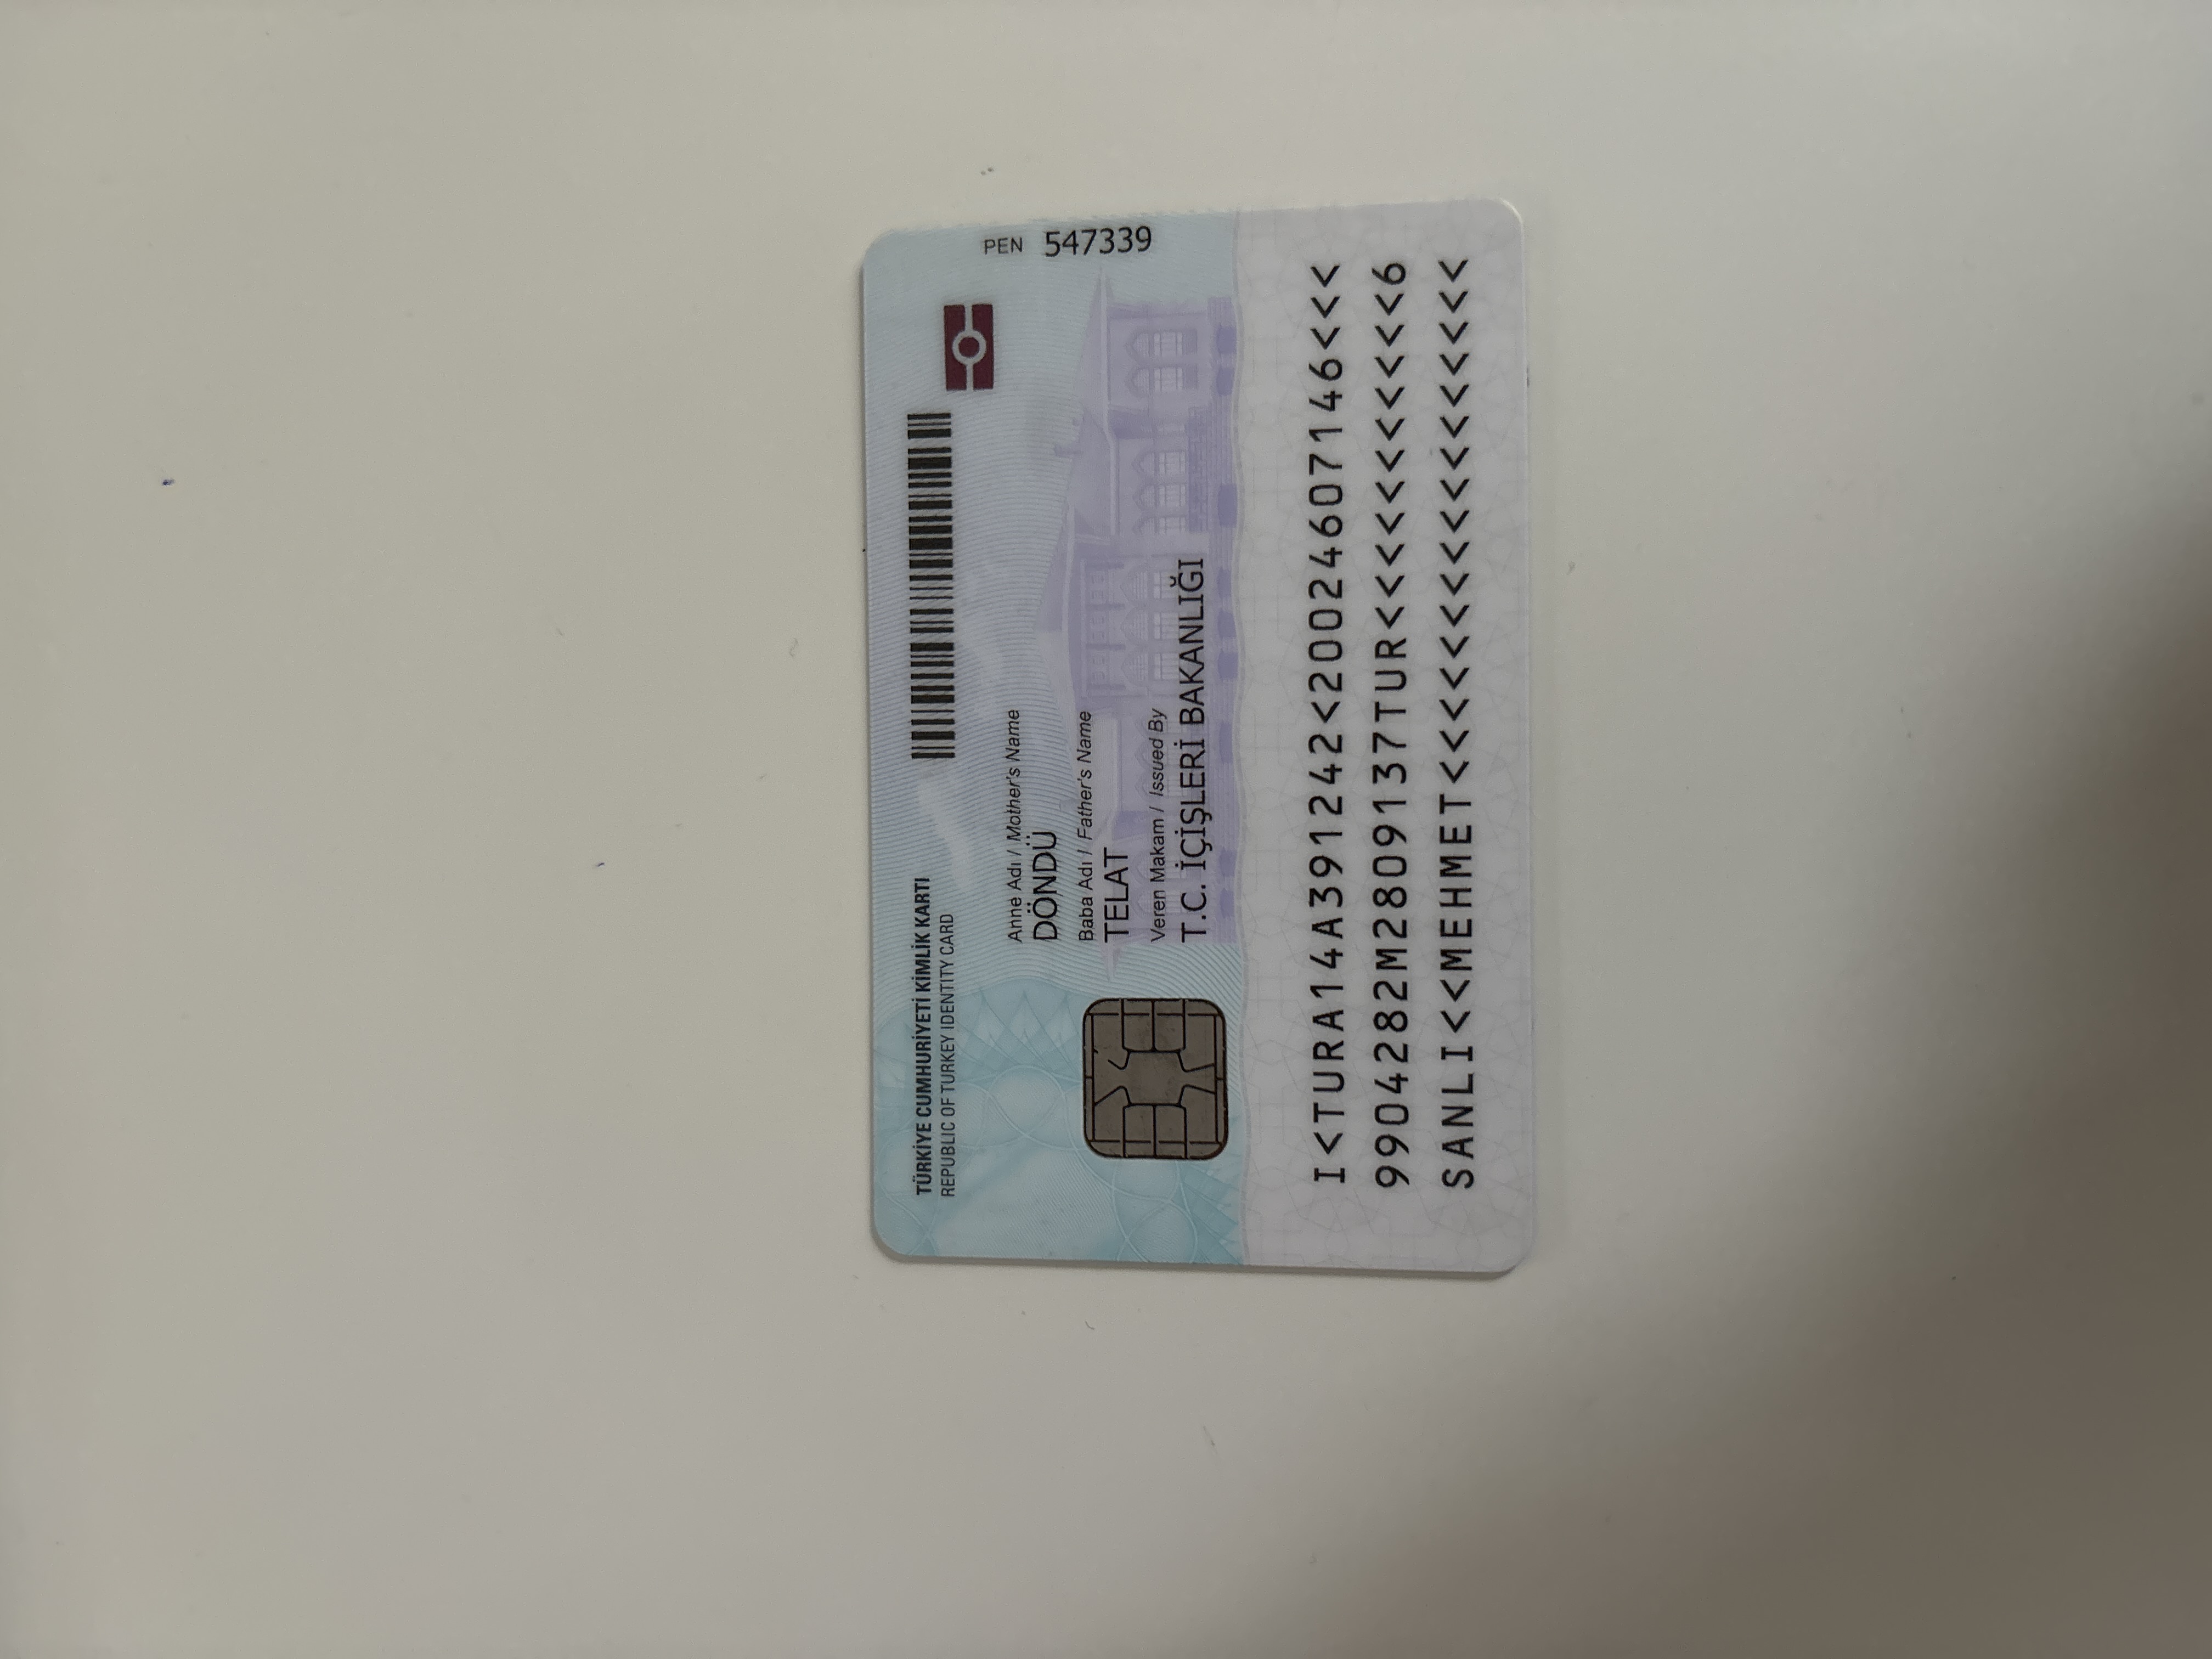 TÜRKİYE CUMHURİYETİ KİMLİK KARTI
REPUBLIC OF TURKEY IDENTITY CARD
Anne Adı / Mother's Name
DÖNDÜ
Baba Adı / Father's Name
TELAT
Veren Makam / Issued By
T.C. İÇİŞLERİ BAKANLIĞI
PEN 547339
I<TURA14A391242<20024607146<<<
9904282M2809137TUR<<<<<<<<<<<6
SANLI<<MEHMET<<<<<<<<<<<<<<<<<